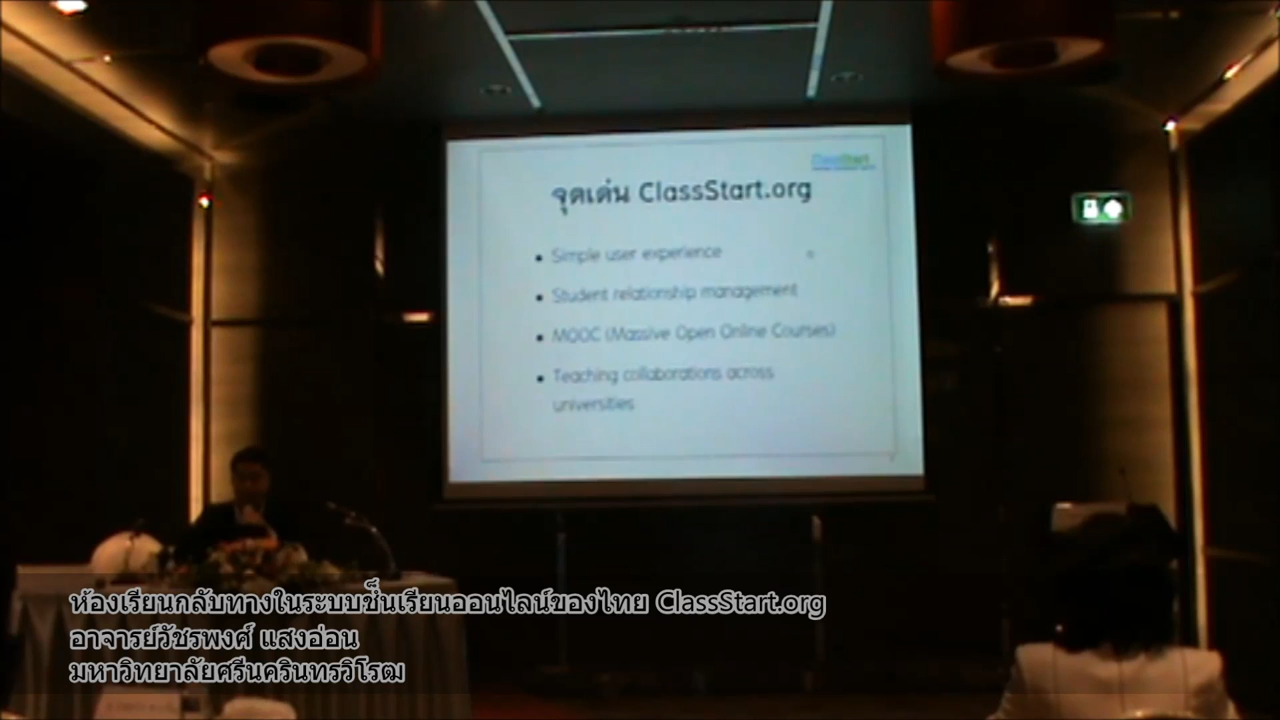 ClassStart
จุดเด่น ClassStart.org
• Simple user experience
• Student relationship management
• MOOC (Massive Open Online Courses)
• Teaching collaborations across
universities
ห้องเรียนกลับทางในระบบชั้นเรียนออนไลน์ของไทย ClassStart.org
อาจารย์วัชรพงศ์ แสงอ่อน
มหาวิทยาลัยศรีนครินทรวิโรฒ